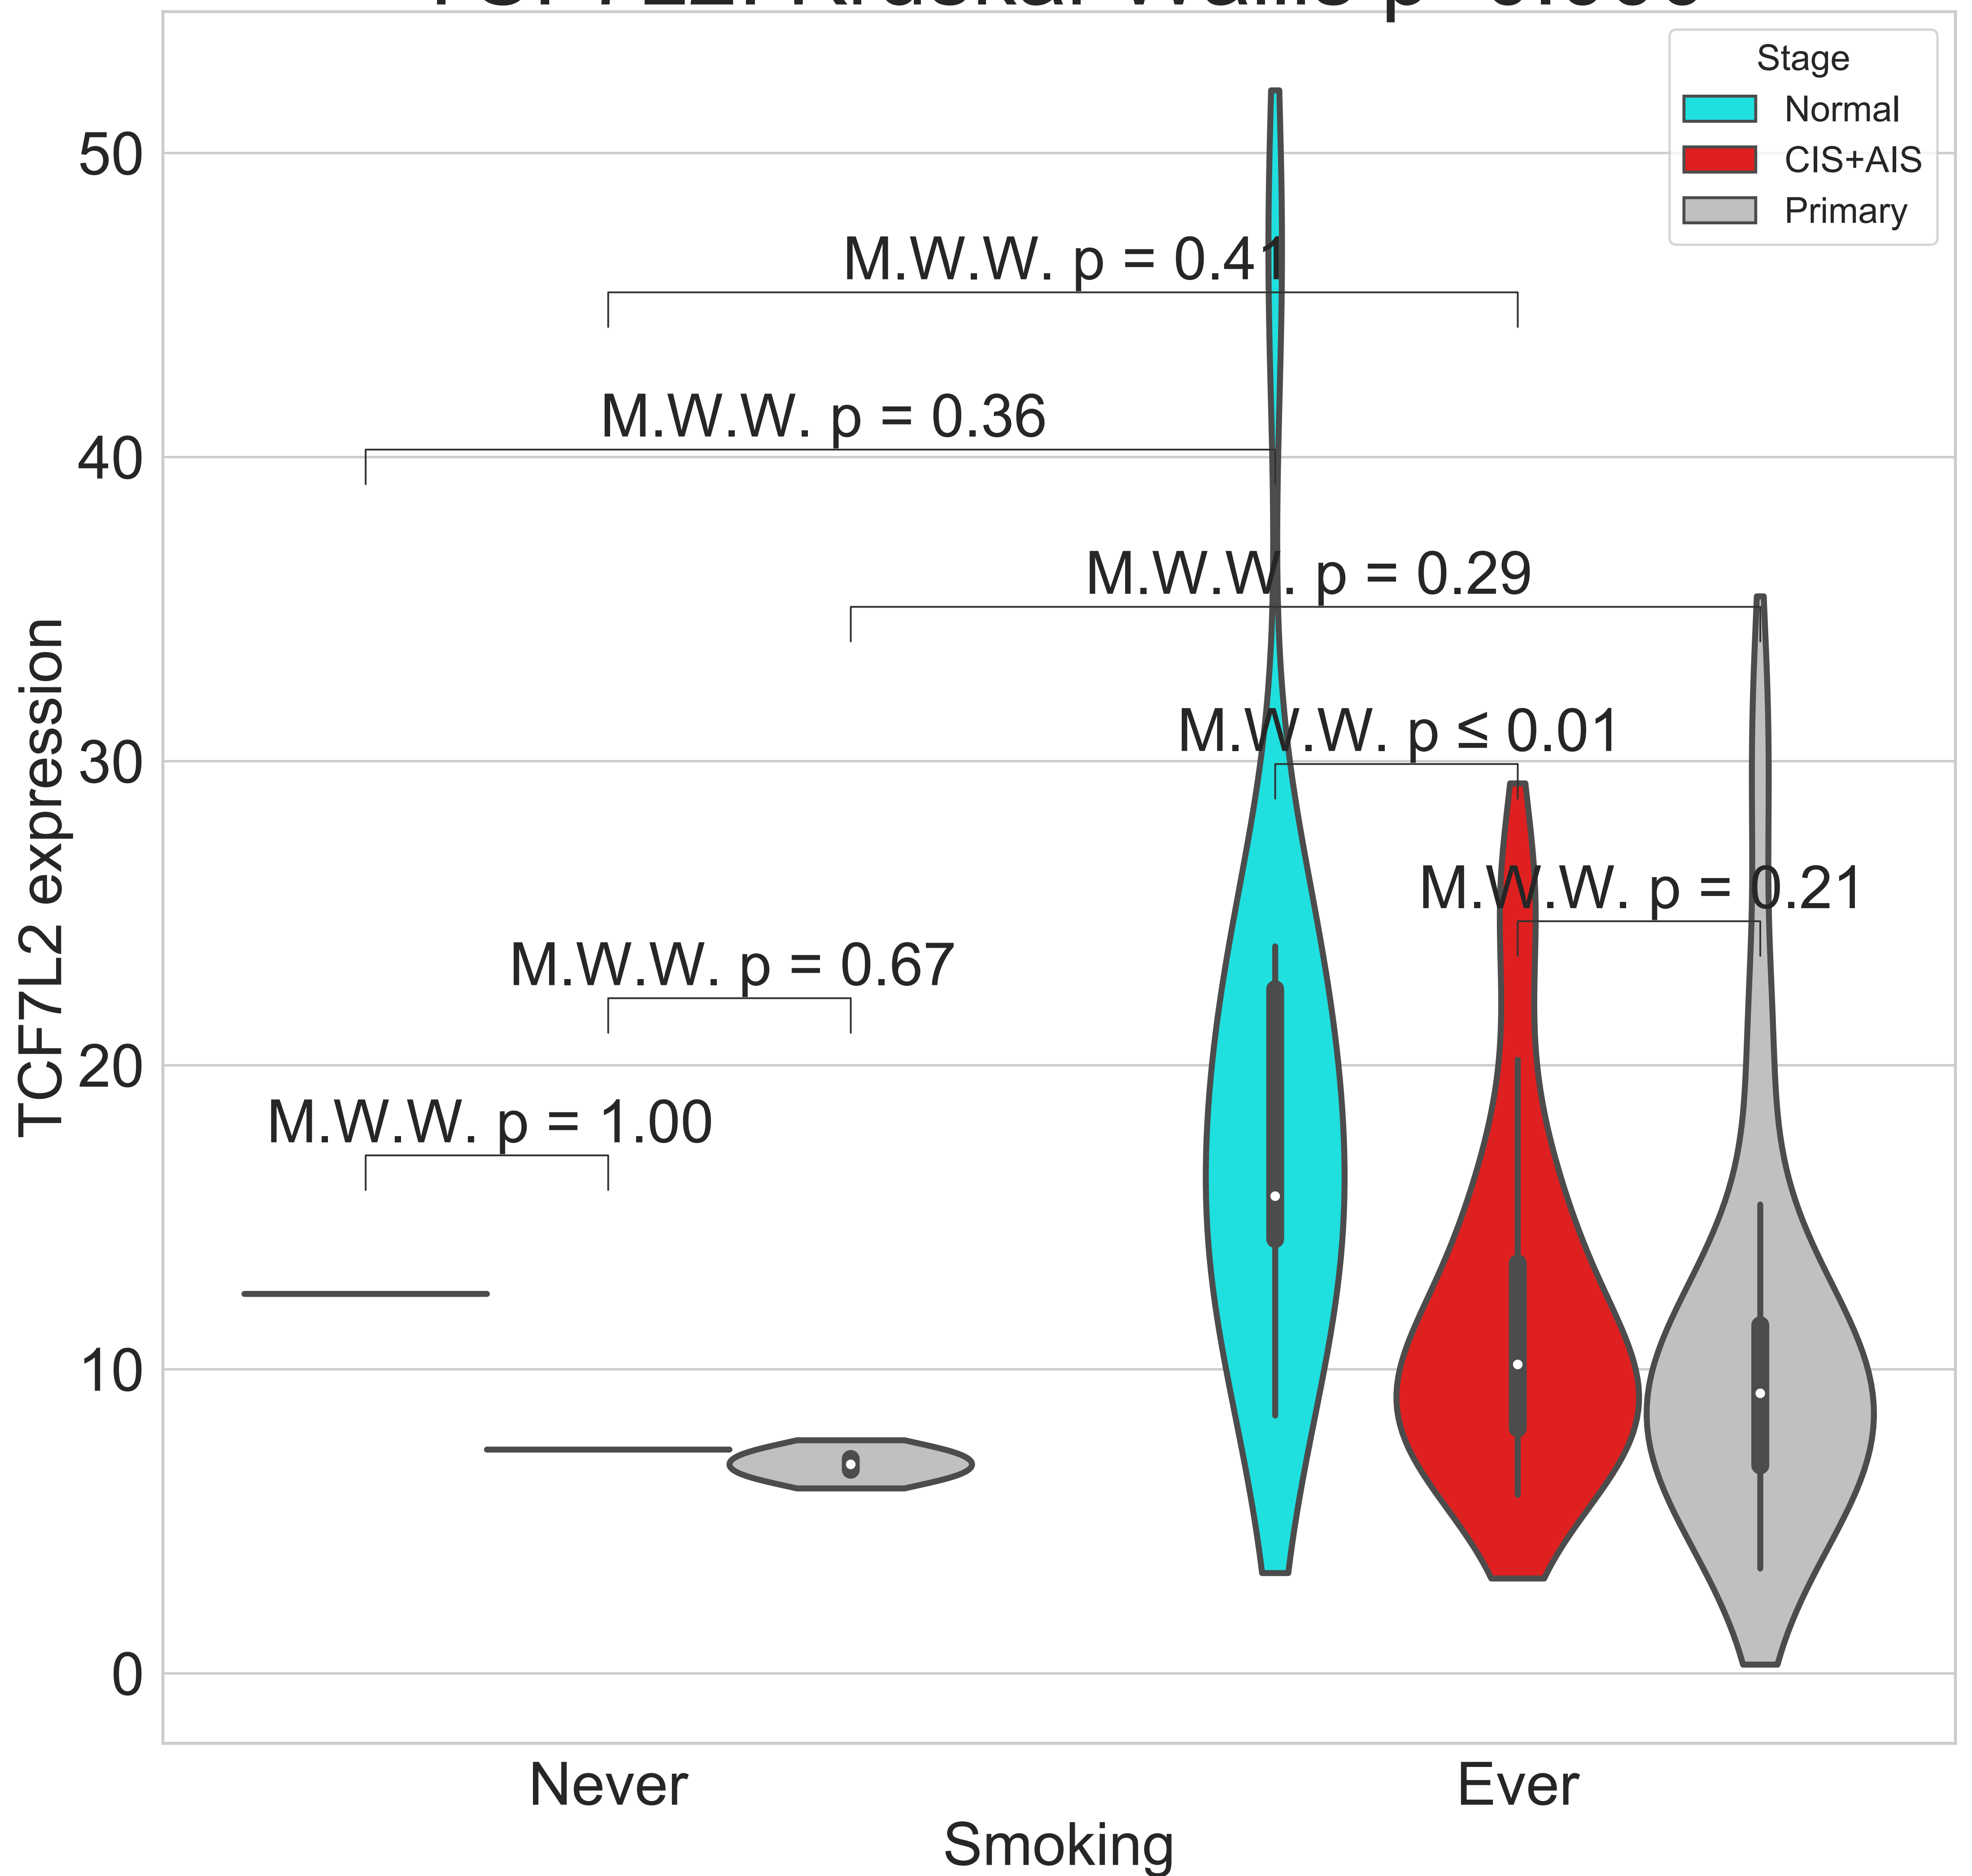 Stage
Normal
CIS+AIS
Primary
50
40
30
20
10
0
TCF7L2 expression
M.W.W. p = 0.41
M.W.W. p = 0.36
M.W.W. p = 0.29
M.W.W. p ≤ 0.01
M.W.W. p = 0.21
M.W.W. p = 0.67
M.W.W. p = 1.00
Never
Ever
Smoking